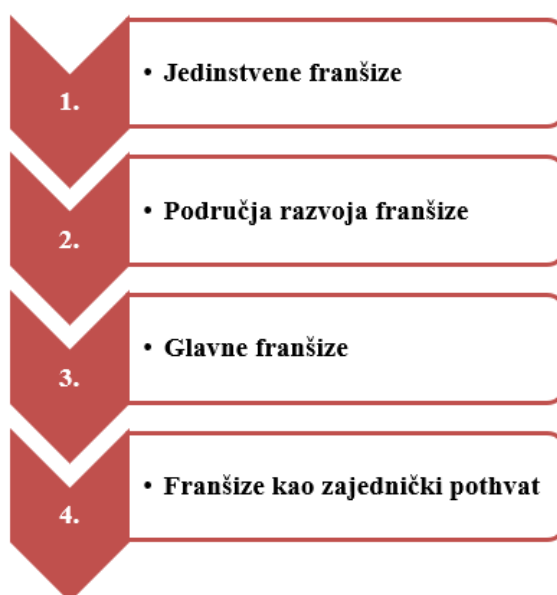 1.
• Jedinstvene franšize
2.
• Područja razvoja franšize
3.
• Glavne franšize
4.
• Franšize kao zajednički pothvat